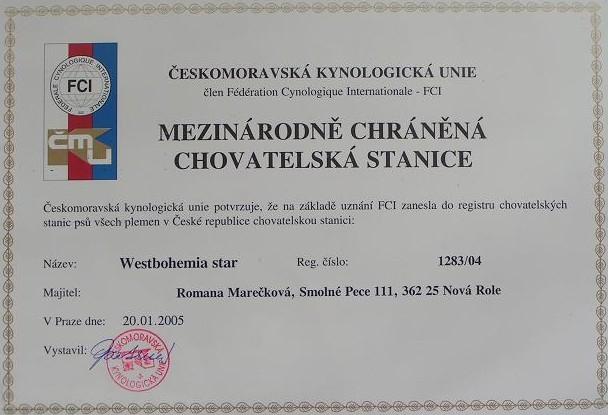 ČESKOMORAVSKÁ KYNOLOGICKÁ UNIE
člen Fédération Cynologique Internationale - FCI
FÉDÉRATION CYNOLOGIQUE INTERNATIONALE
FCI
ČMKU
MEZINÁRODNĚ CHRÁNĚNÁ
CHOVATELSKÁ STANICE
Českomoravská kynologická unie potvrzuje, že na základě uznání FCI zanesla do registru chovatelských
stanic psů všech plemen v České republice chovatelskou stanici:
Název: Westbohemia star Reg. číslo: 1283/04
Majitel: Romana Marečková, Smolné Pece 111, 362 25 Nová Role
V Praze dne: 20.01.2005
Vystavil:
ČESKOMORAVSKÁ
KYNOLOGICKÁ UNIE